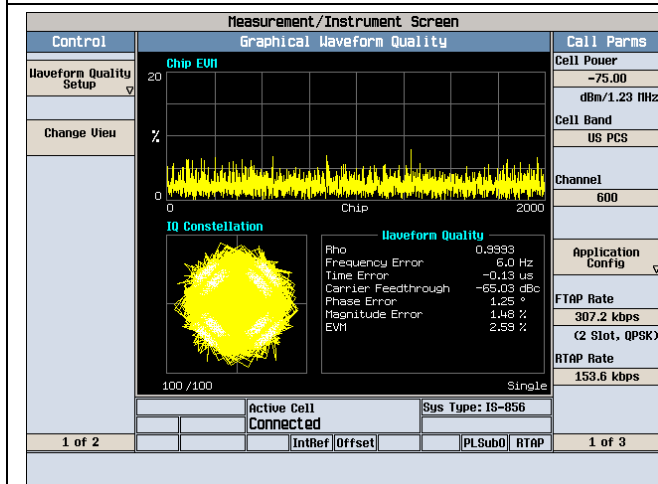 Measurement/Instrument Screen
Control
Graphical Waveform Quality
Call Parms
Waveform Quality
Setup
Change View
1 of 2
Chip EVM
20
%
0
0
Chip
2000
IQ Constellation
100/100
Waveform Quality
Rho 0.9993
Frequency Error 6.0 Hz
Time Error -0.13 us
Carrier Feedthrough -65.03 dBc
Phase Error 1.25 °
Magnitude Error 1.48 %
EVM 2.59 %
Single
Active Cell
Connected
Sys Type: IS-856
IntRef Offset PLSub0 RTAP
Cell Power
-75.00
dBm/1.23 MHz
Cell Band
US PCS
Channel
600
Application
Config
FTAP Rate
307.2 kbps
(2 Slot, QPSK)
RTAP Rate
153.6 kbps
1 of 3